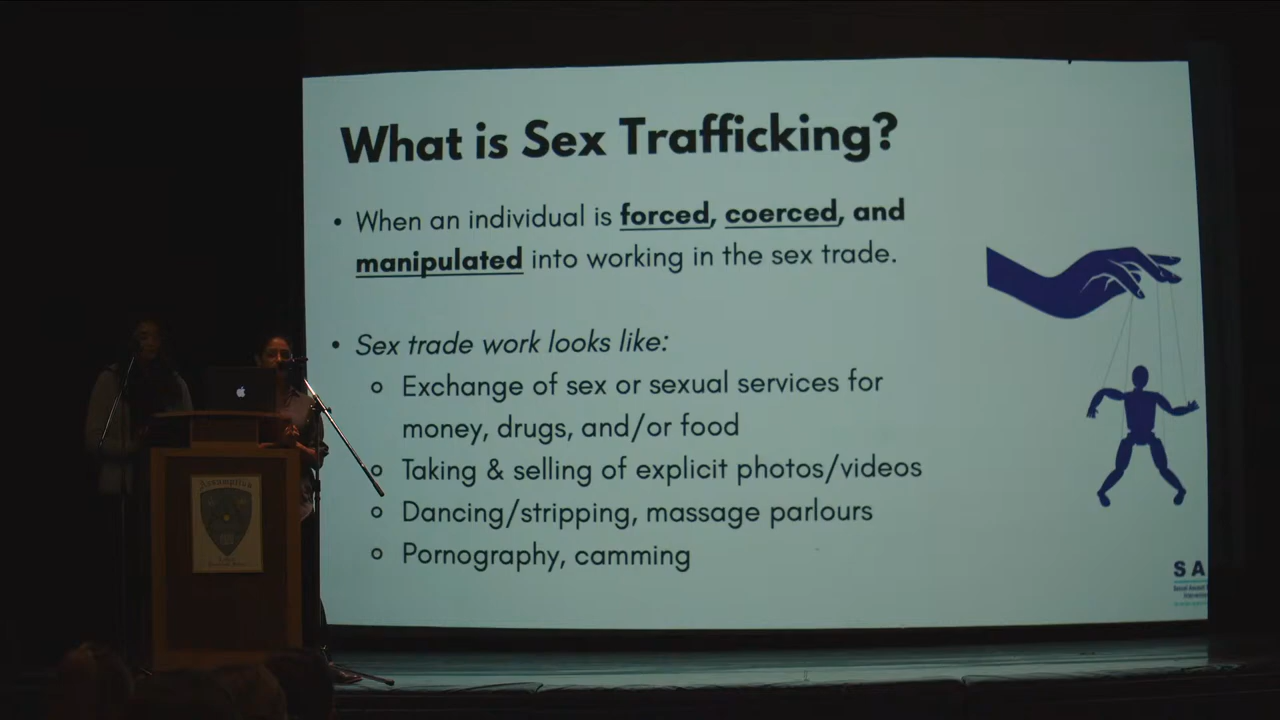 What is Sex Trafficking?
• When an individual is forced, coerced, and
manipulated into working in the sex trade.
• Sex trade work looks like:
Exchange of sex or sexual services for
money, drugs, and/or food
Taking & selling of explicit photos/videos
Dancing/stripping, massage parlours
Pornography, camming
SA
Assumption